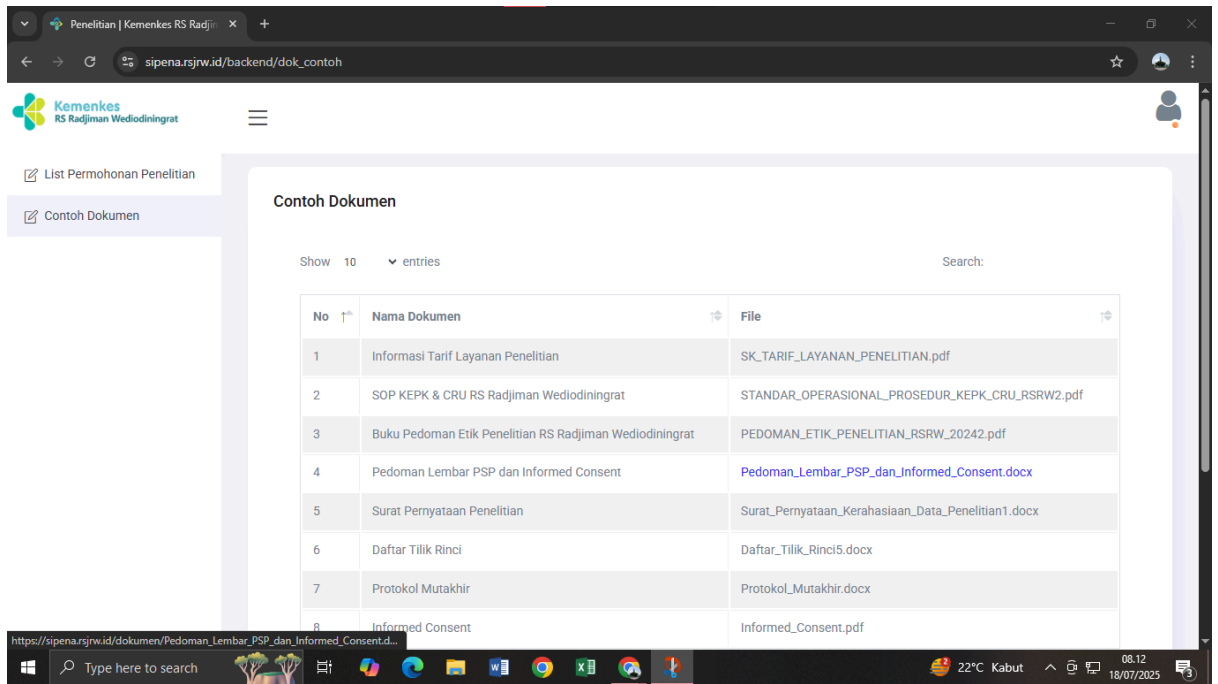 Penelitian | Kemenkes RS Radjin
sipena.rsjrw.id/backend/dok_contoh
Kemenkes
RS Radjiman Wediodiningrat
List Permohonan Penelitian
Contoh Dokumen
Contoh Dokumen
Show 10 entries
Search:
No Nama Dokumen File
1 Informasi Tarif Layanan Penelitian SK_TARIF_LAYANAN_PENELITIAN.pdf
2 SOP KEPK & CRU RS Radjiman Wediodiningrat STANDAR_OPERASIONAL_PROSEDUR_KEPK_CRU_RSRW2.pdf
3 Buku Pedoman Etik Penelitian RS Radjiman Wediodiningrat PEDOMAN_ETIK_PENELITIAN_RSRW_20242.pdf
4 Pedoman Lembar PSP dan Informed Consent Pedoman_Lembar_PSP_dan_Informed_Consent.docx
5 Surat Pernyataan Penelitian Surat_Pernyataan_Kerahasiaan_Data_Penelitian1.docx
6 Daftar Tilik Rinci Daftar_Tilik_Rinci5.docx
7 Protokol Mutakhir Protokol_Mutakhir.docx
8 Informed Consent Informed_Consent.pdf
https://sipena.rsjrw.id/dokumen/Pedoman_Lembar_PSP_dan_Informed_Consent.d...
Type here to search
2
22°C Kabut
08.12
18/07/2025
3